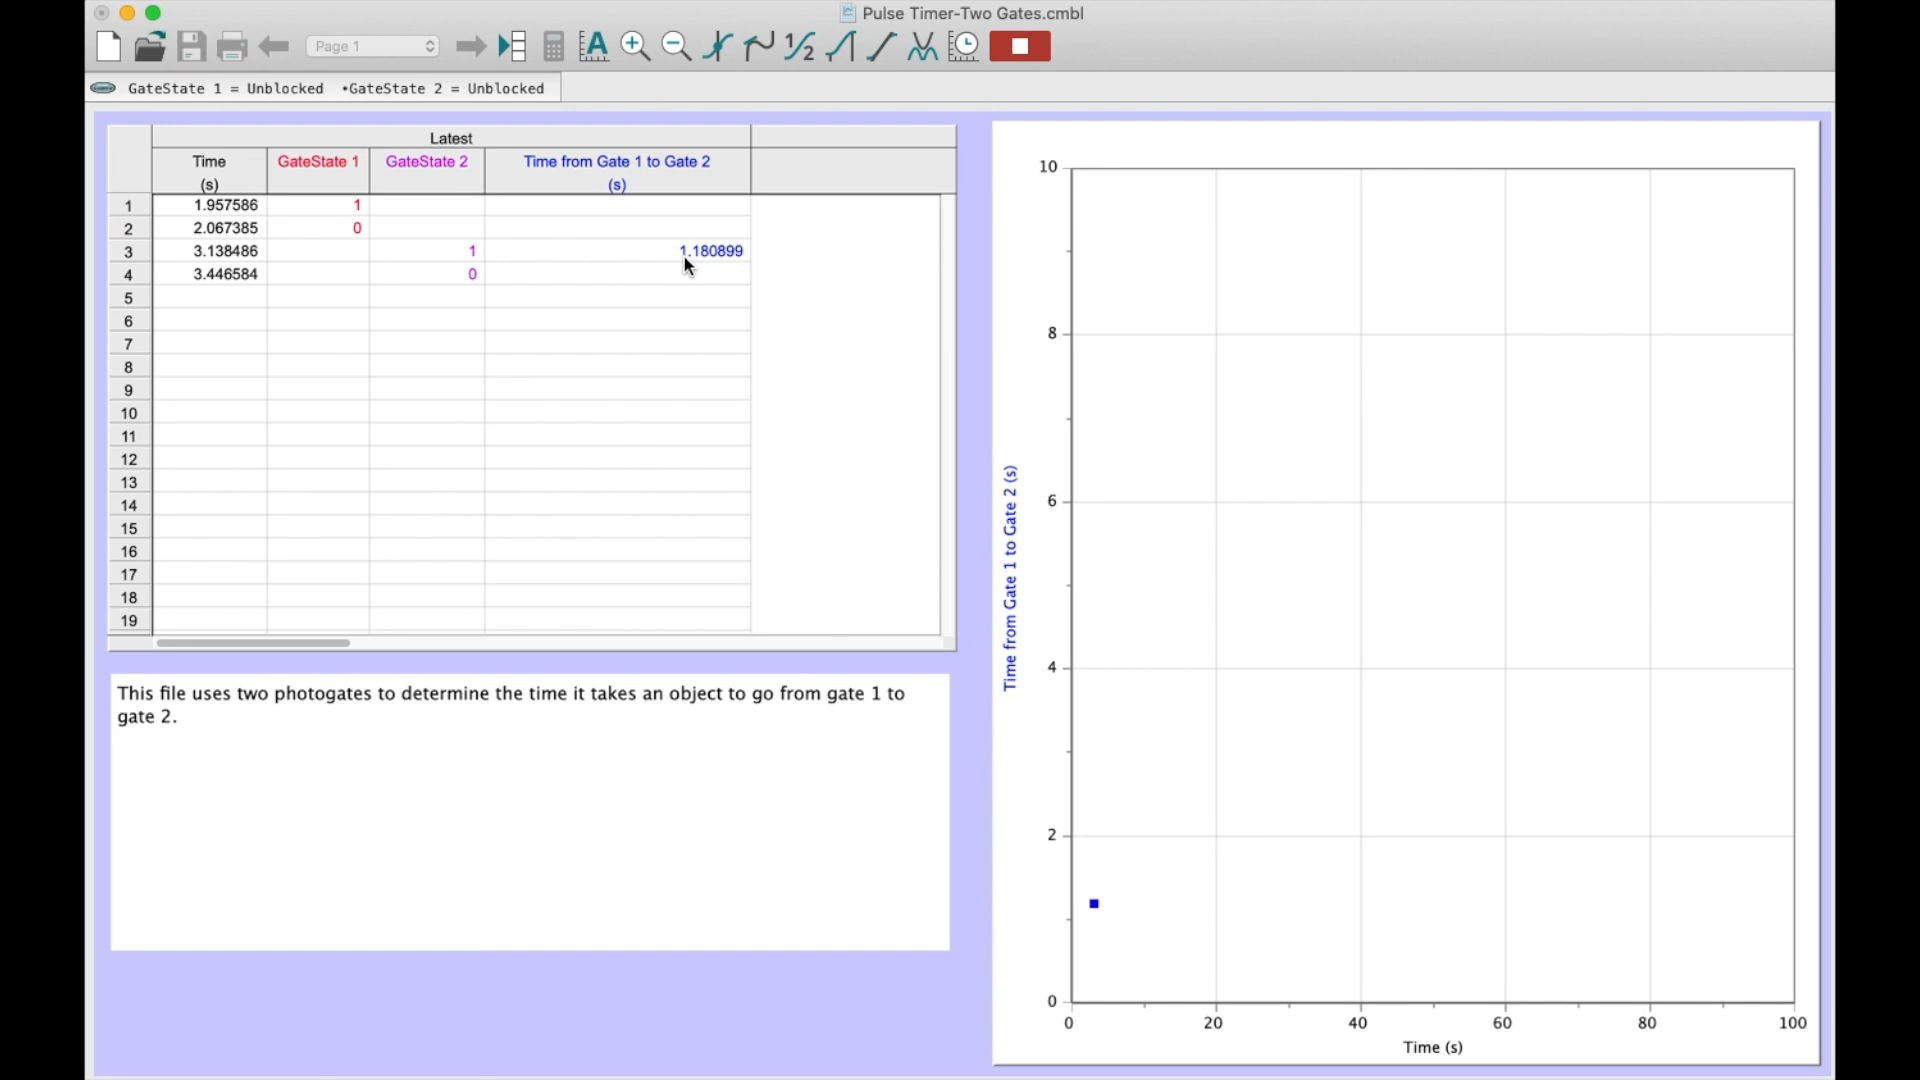 Pulse Timer-Two Gates.cmbl
Page 1
GateState 1 = Unblocked •GateState 2 = Unblocked
Latest
Time GateState 1 GateState 2 Time from Gate 1 to Gate 2
(s) (s)
1 1.957586 1
2 2.067385 0
3 3.138486 1 1.180899
4 3.446584 0
5
6
7
8
9
10
11
12
13
14
15
16
17
18
19
This file uses two photogates to determine the time it takes an object to go from gate 1 to
gate 2.
Time from Gate 1 to Gate 2 (s)
10
8
6
4
2
0
0 20 40 60 80 100
Time (s)